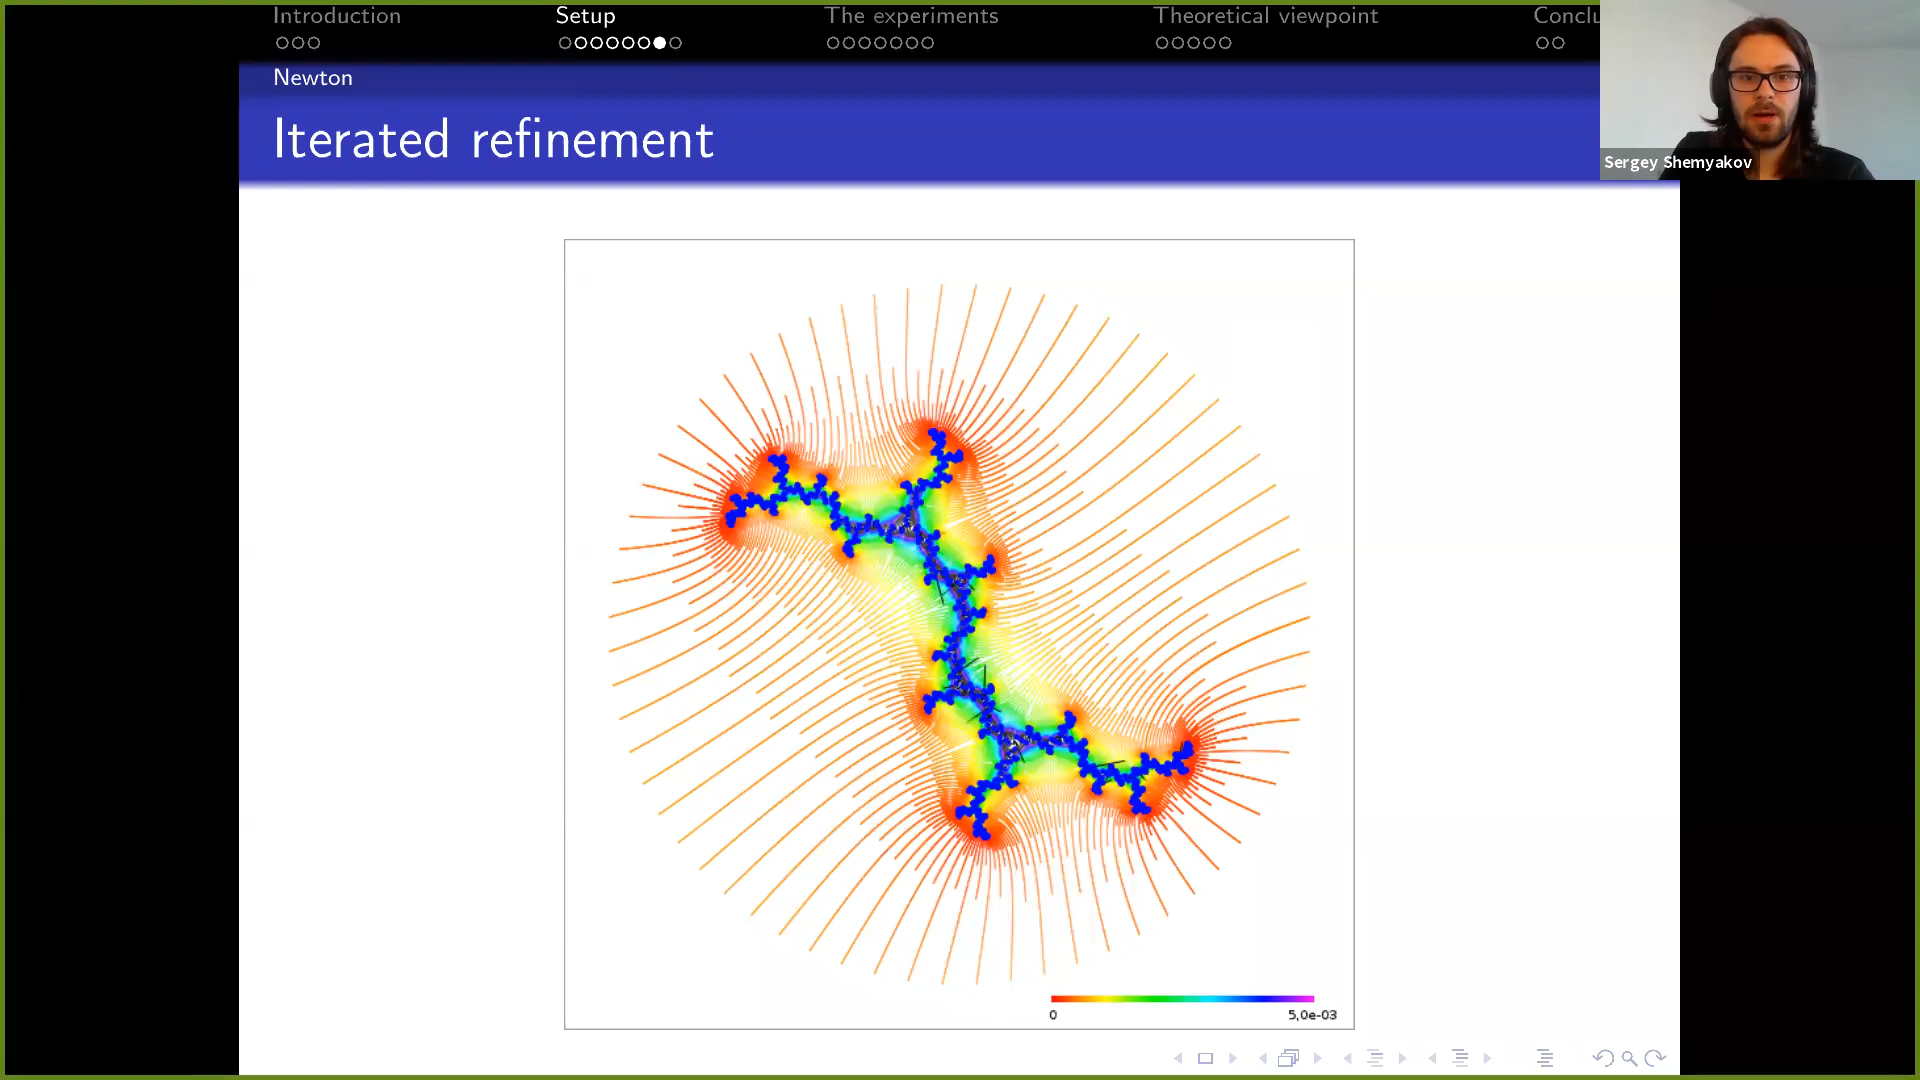 Introduction
Setup
The experiments
Theoretical viewpoint
Conclu
Newton
Iterated refinement
Sergey Shemyakov
0
5,0e-03